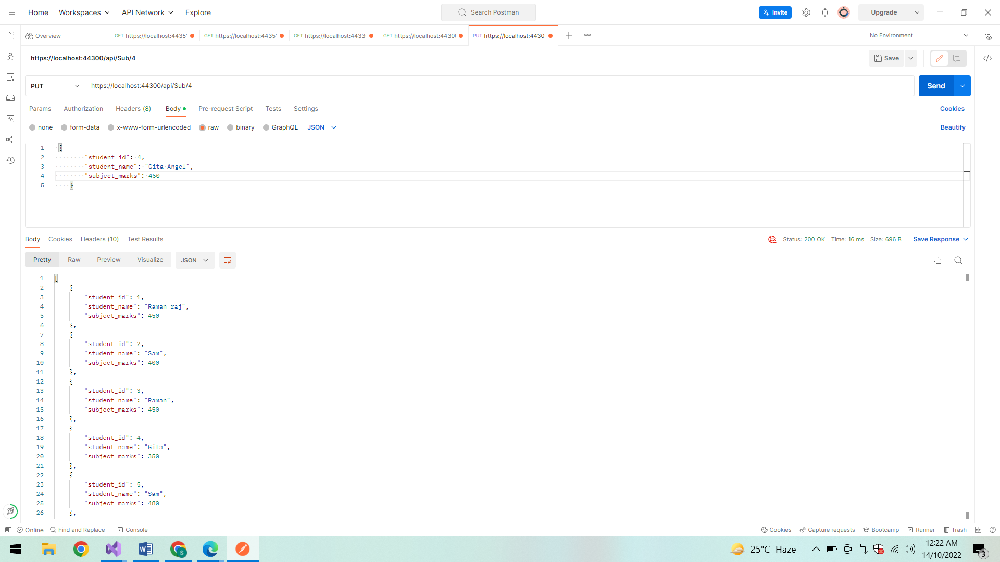 Home Workspaces API Network Explore Search Postman Invite Upgrade
Overview GET https://localhost:4435 GET https://localhost:4435 GET https://localhost:4433 GET https://localhost:4430 PUT https://localhost:4430 No Environment
https://localhost:44300/api/Sub/4 Save
PUT https://localhost:44300/api/Sub/4 Send
Params Authorization Headers (8) Body Pre-request Script Tests Settings Cookies
none form-data x-www-form-urlencoded raw binary GraphQL JSON Beautify
1 {
2 "student_id": 4,
3 "student_name": "Gita Angel",
4 "subject_marks": 450
5 }
Body Cookies Headers (10) Test Results Status: 200 OK Time: 16 ms Size: 696 B Save Response
Pretty Raw Preview Visualize JSON
1 [
2 {
3 "student_id": 1,
4 "student_name": "Raman raj",
5 "subject_marks": 450
6 },
7 {
8 "student_id": 2,
9 "student_name": "Sam",
10 "subject_marks": 400
11 },
12 {
13 "student_id": 3,
14 "student_name": "Raman",
15 "subject_marks": 450
16 },
17 {
18 "student_id": 4,
19 "student_name": "Gita",
20 "subject_marks": 350
21 },
22 {
23 "student_id": 5,
24 "student_name": "Sam",
25 "subject_marks": 480
26 },
Online Find and Replace Console Cookies Capture requests Bootcamp Runner Trash
25°C Haze 12:22 AM
14/10/2022 3